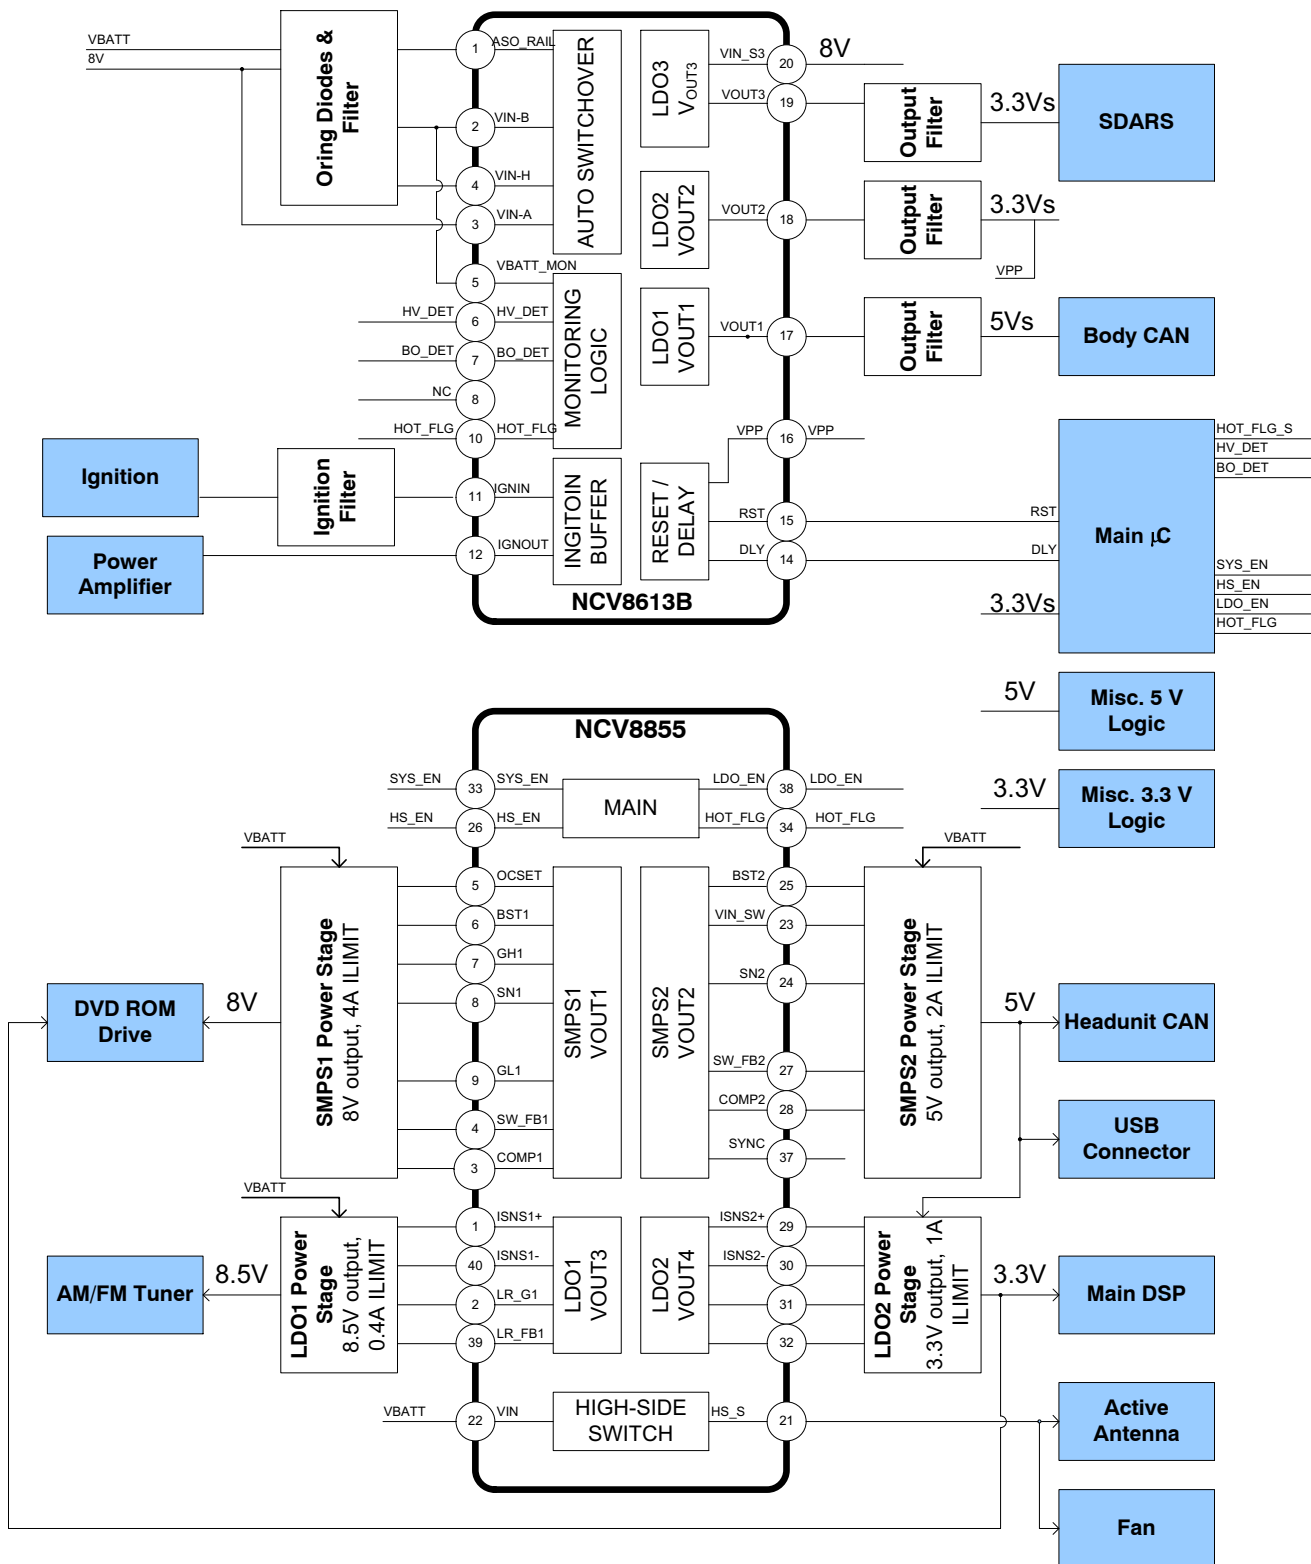 VBATT
8V
Oring Diodes &
Filter
1
ASO_RAIL
2
VIN-B
4
VIN-H
3
VIN-A
AUTO SWITCHOVER
5
VBATT_MON
HV_DET
6
HV_DET
BO_DET
7
BO_DET
NC
8
HOT_FLG
10
HOT_FLG
MONITORING
LOGIC
Ignition
Ignition
Filter
11
IGNIN
Power
Amplifier
12
IGNOUT
INGITOIN
BUFFER
LDO3
VOUT3
VIN_S3
20
8V
VOUT3
19
Output
Filter
3.3Vs
SDARS
LDO2
VOUT2
VOUT2
18
Output
Filter
3.3Vs
VPP
LDO1
VOUT1
VOUT1
17
Output
Filter
5Vs
Body CAN
RESET /
DELAY
VPP
16
VPP
RST
15
RST
DLY
14
DLY
NCV8613B
Main µC
HOT_FLG_S
HV_DET
BO_DET
SYS_EN
HS_EN
LDO_EN
HOT_FLG
3.3Vs
5V
Misc. 5 V
Logic
3.3V
Misc. 3.3 V
Logic
NCV8855
SYS_EN
33
SYS_EN
HS_EN
26
HS_EN
MAIN
LDO_EN
38
LDO_EN
HOT_FLG
34
HOT_FLG
VBATT
SMPS1 Power Stage
8V output, 4A ILIMIT
5
OCSET
6
BST1
7
GH1
8
SN1
9
GL1
4
SW_FB1
3
COMP1
SMPS1
VOUT1
DVD ROM
Drive
8V
SMPS2
VOUT2
BST2
25
VIN_SW
23
SN2
24
SW_FB2
27
COMP2
28
SYNC
37
VBATT
SMPS2 Power Stage
5V output, 2A ILIMIT
5V
Headunit CAN
USB
Connector
VBATT
LDO1 Power
Stage
8.5V output,
0.4A ILIMIT
1
ISNS1+
40
ISNS1-
2
LR_G1
39
LR_FB1
LDO1
VOUT3
AM/FM Tuner
8.5V
LDO2
VOUT4
ISNS2+
29
ISNS2-
30
31
32
LDO2 Power
Stage
3.3V output, 1A
ILIMIT
3.3V
Main DSP
VBATT
22
VIN
HIGH-SIDE
SWITCH
HS_S
21
Active
Antenna
Fan